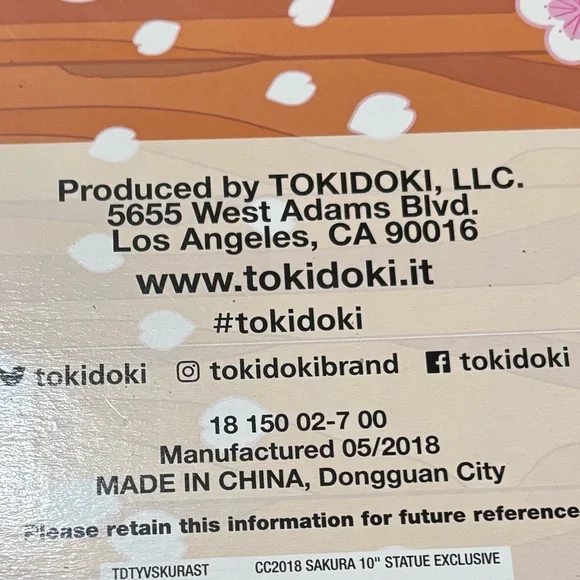 Produced by TOKIDOKI, LLC.
5655 West Adams Blvd.
Los Angeles, CA 90016
www.tokidoki.it
#tokidoki
tokidoki tokidokibrand tokidoki
18 150 02-7 00
Manufactured 05/2018
MADE IN CHINA, Dongguan City
Please retain this information for future reference
TDTYVSKURAST CC2018 SAKURA 10" STATUE EXCLUSIVE